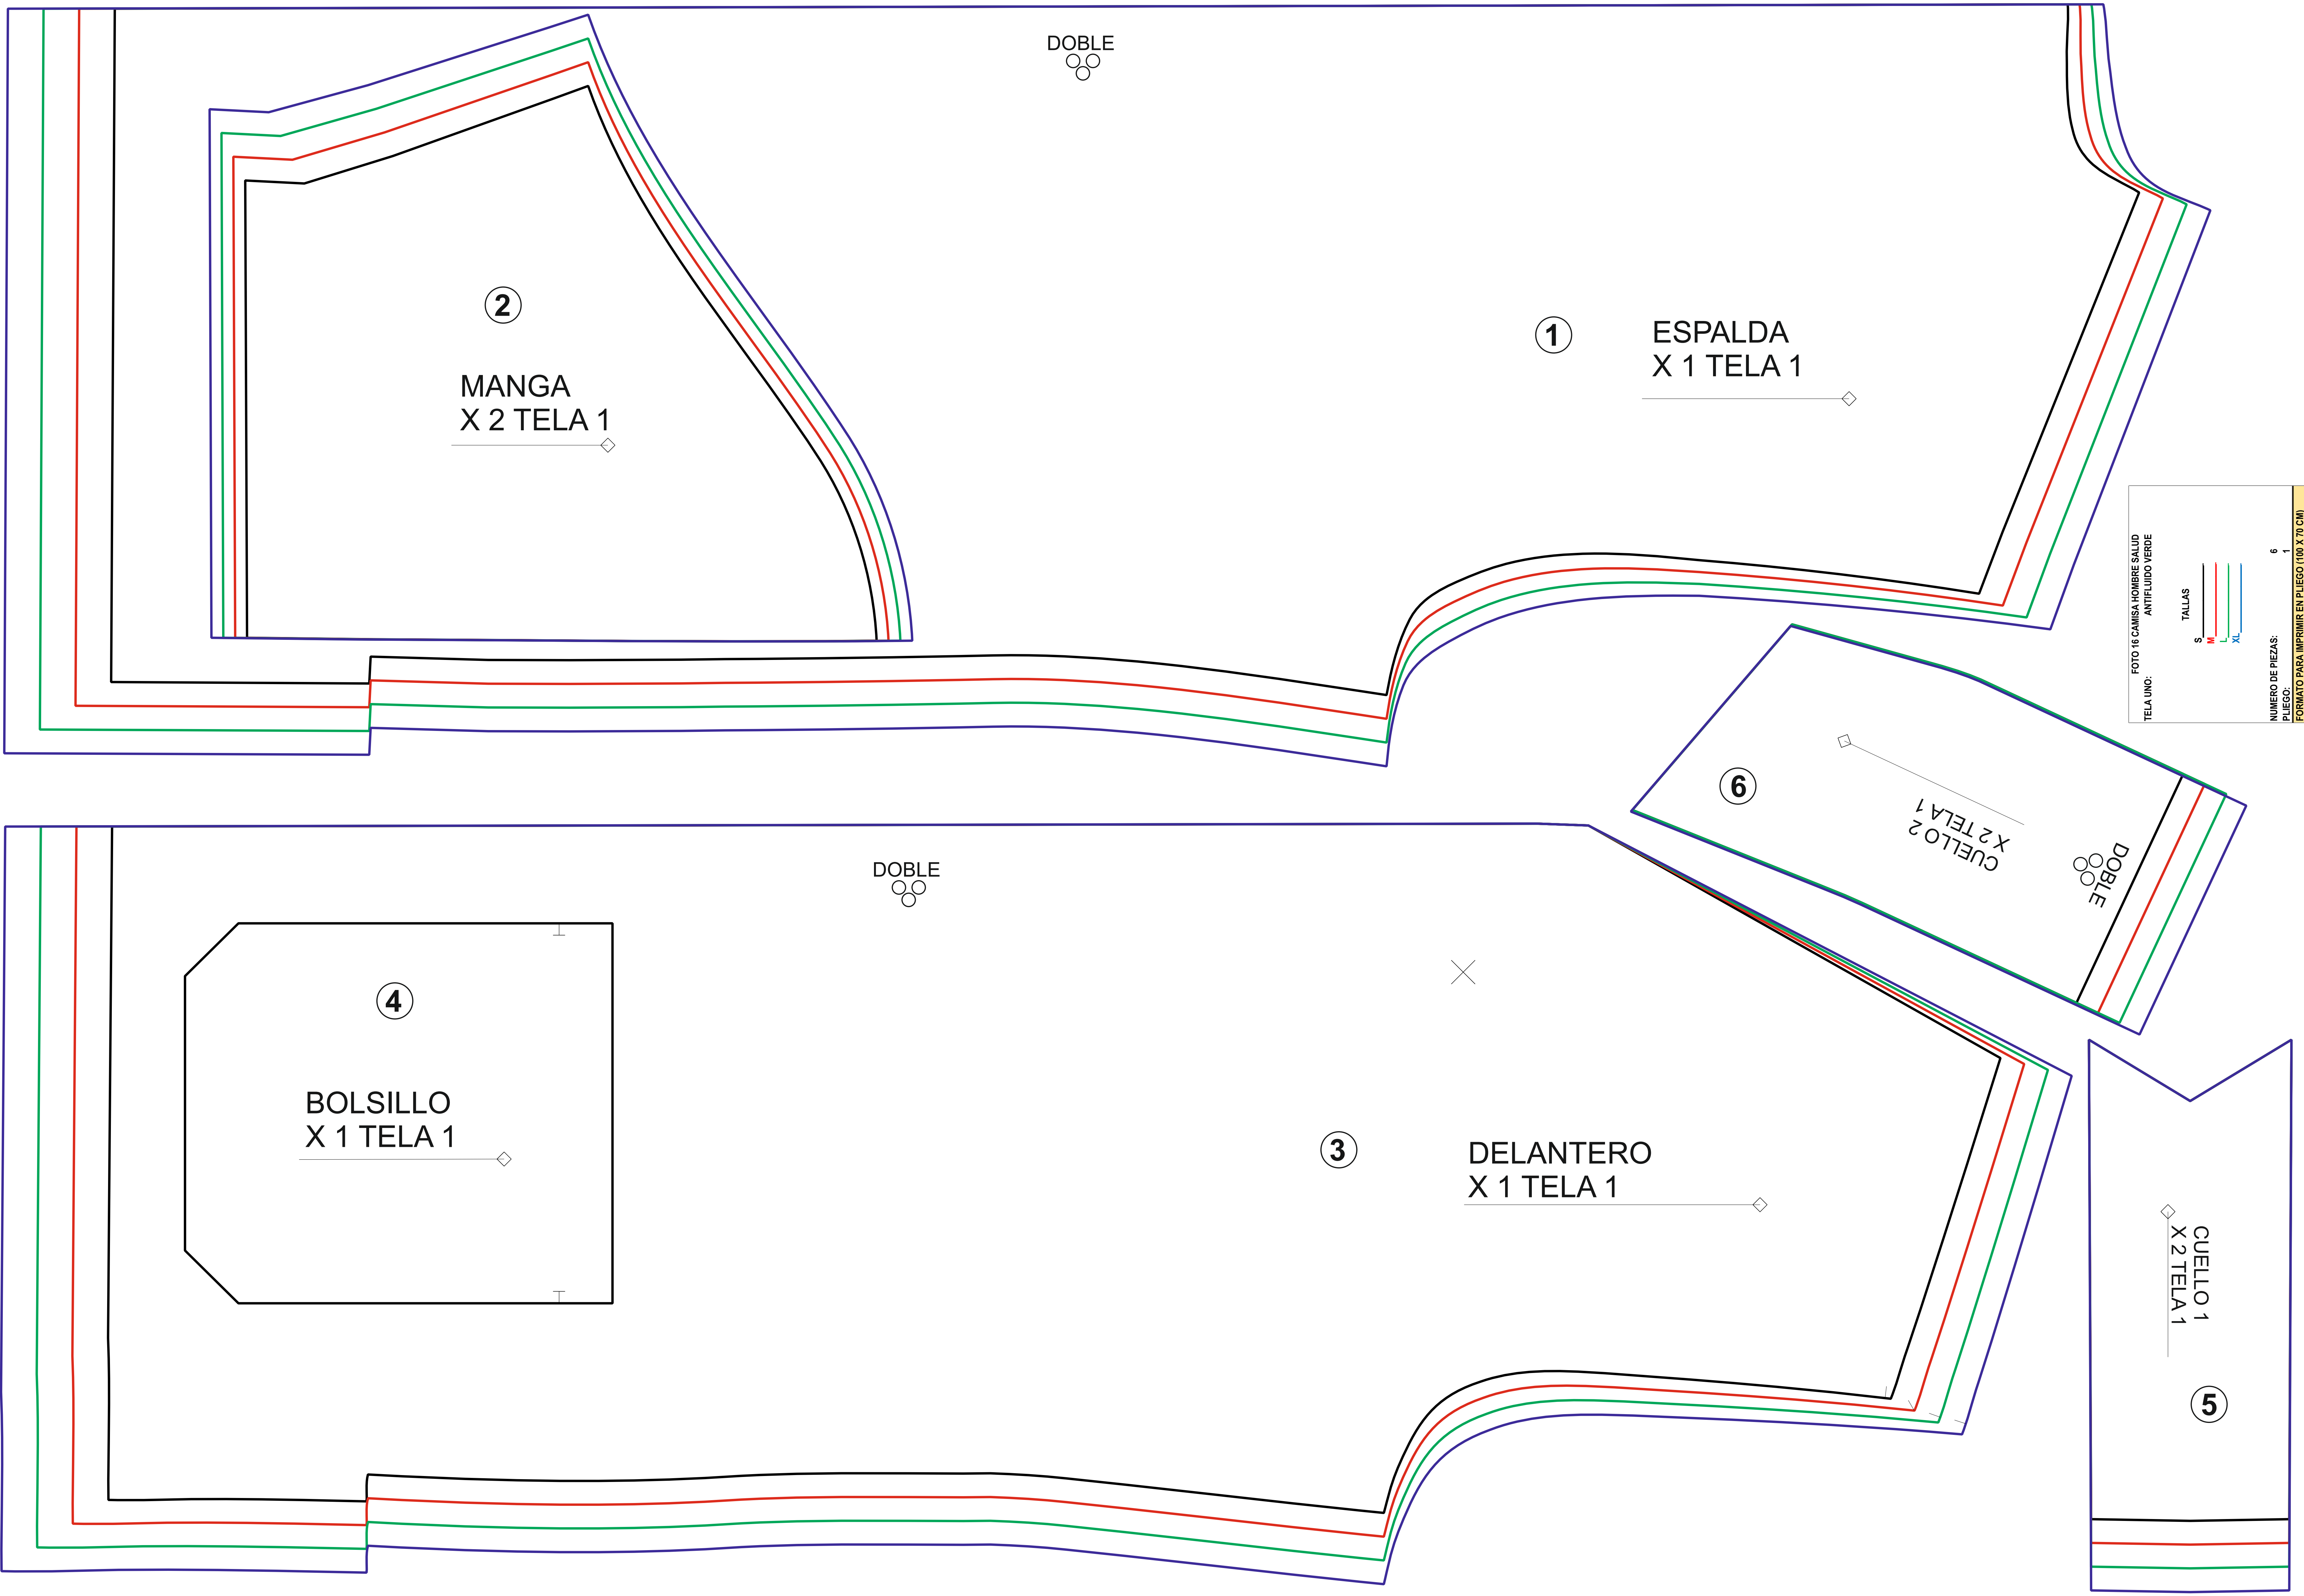 DOBLE
2
MANGA
X 2 TELA 1
1
ESPALDA
X 1 TELA 1
FOTO 16 CAMISA HOMBRE SALUD
TELA UNO: ANTIFLUIDO VERDE
TALLAS
S
M
L
XL
NUMERO DE PIEZAS: 6
PLIEGO: 1
FORMATO PARA IMPRIMIR EN PLIEGO (100 X 70 CM)
6
CUELLO 2
X 2 TELA 1
DOBLE
DOBLE
4
BOLSILLO
X 1 TELA 1
3
DELANTERO
X 1 TELA 1
CUELLO 1
X 2 TELA 1
5